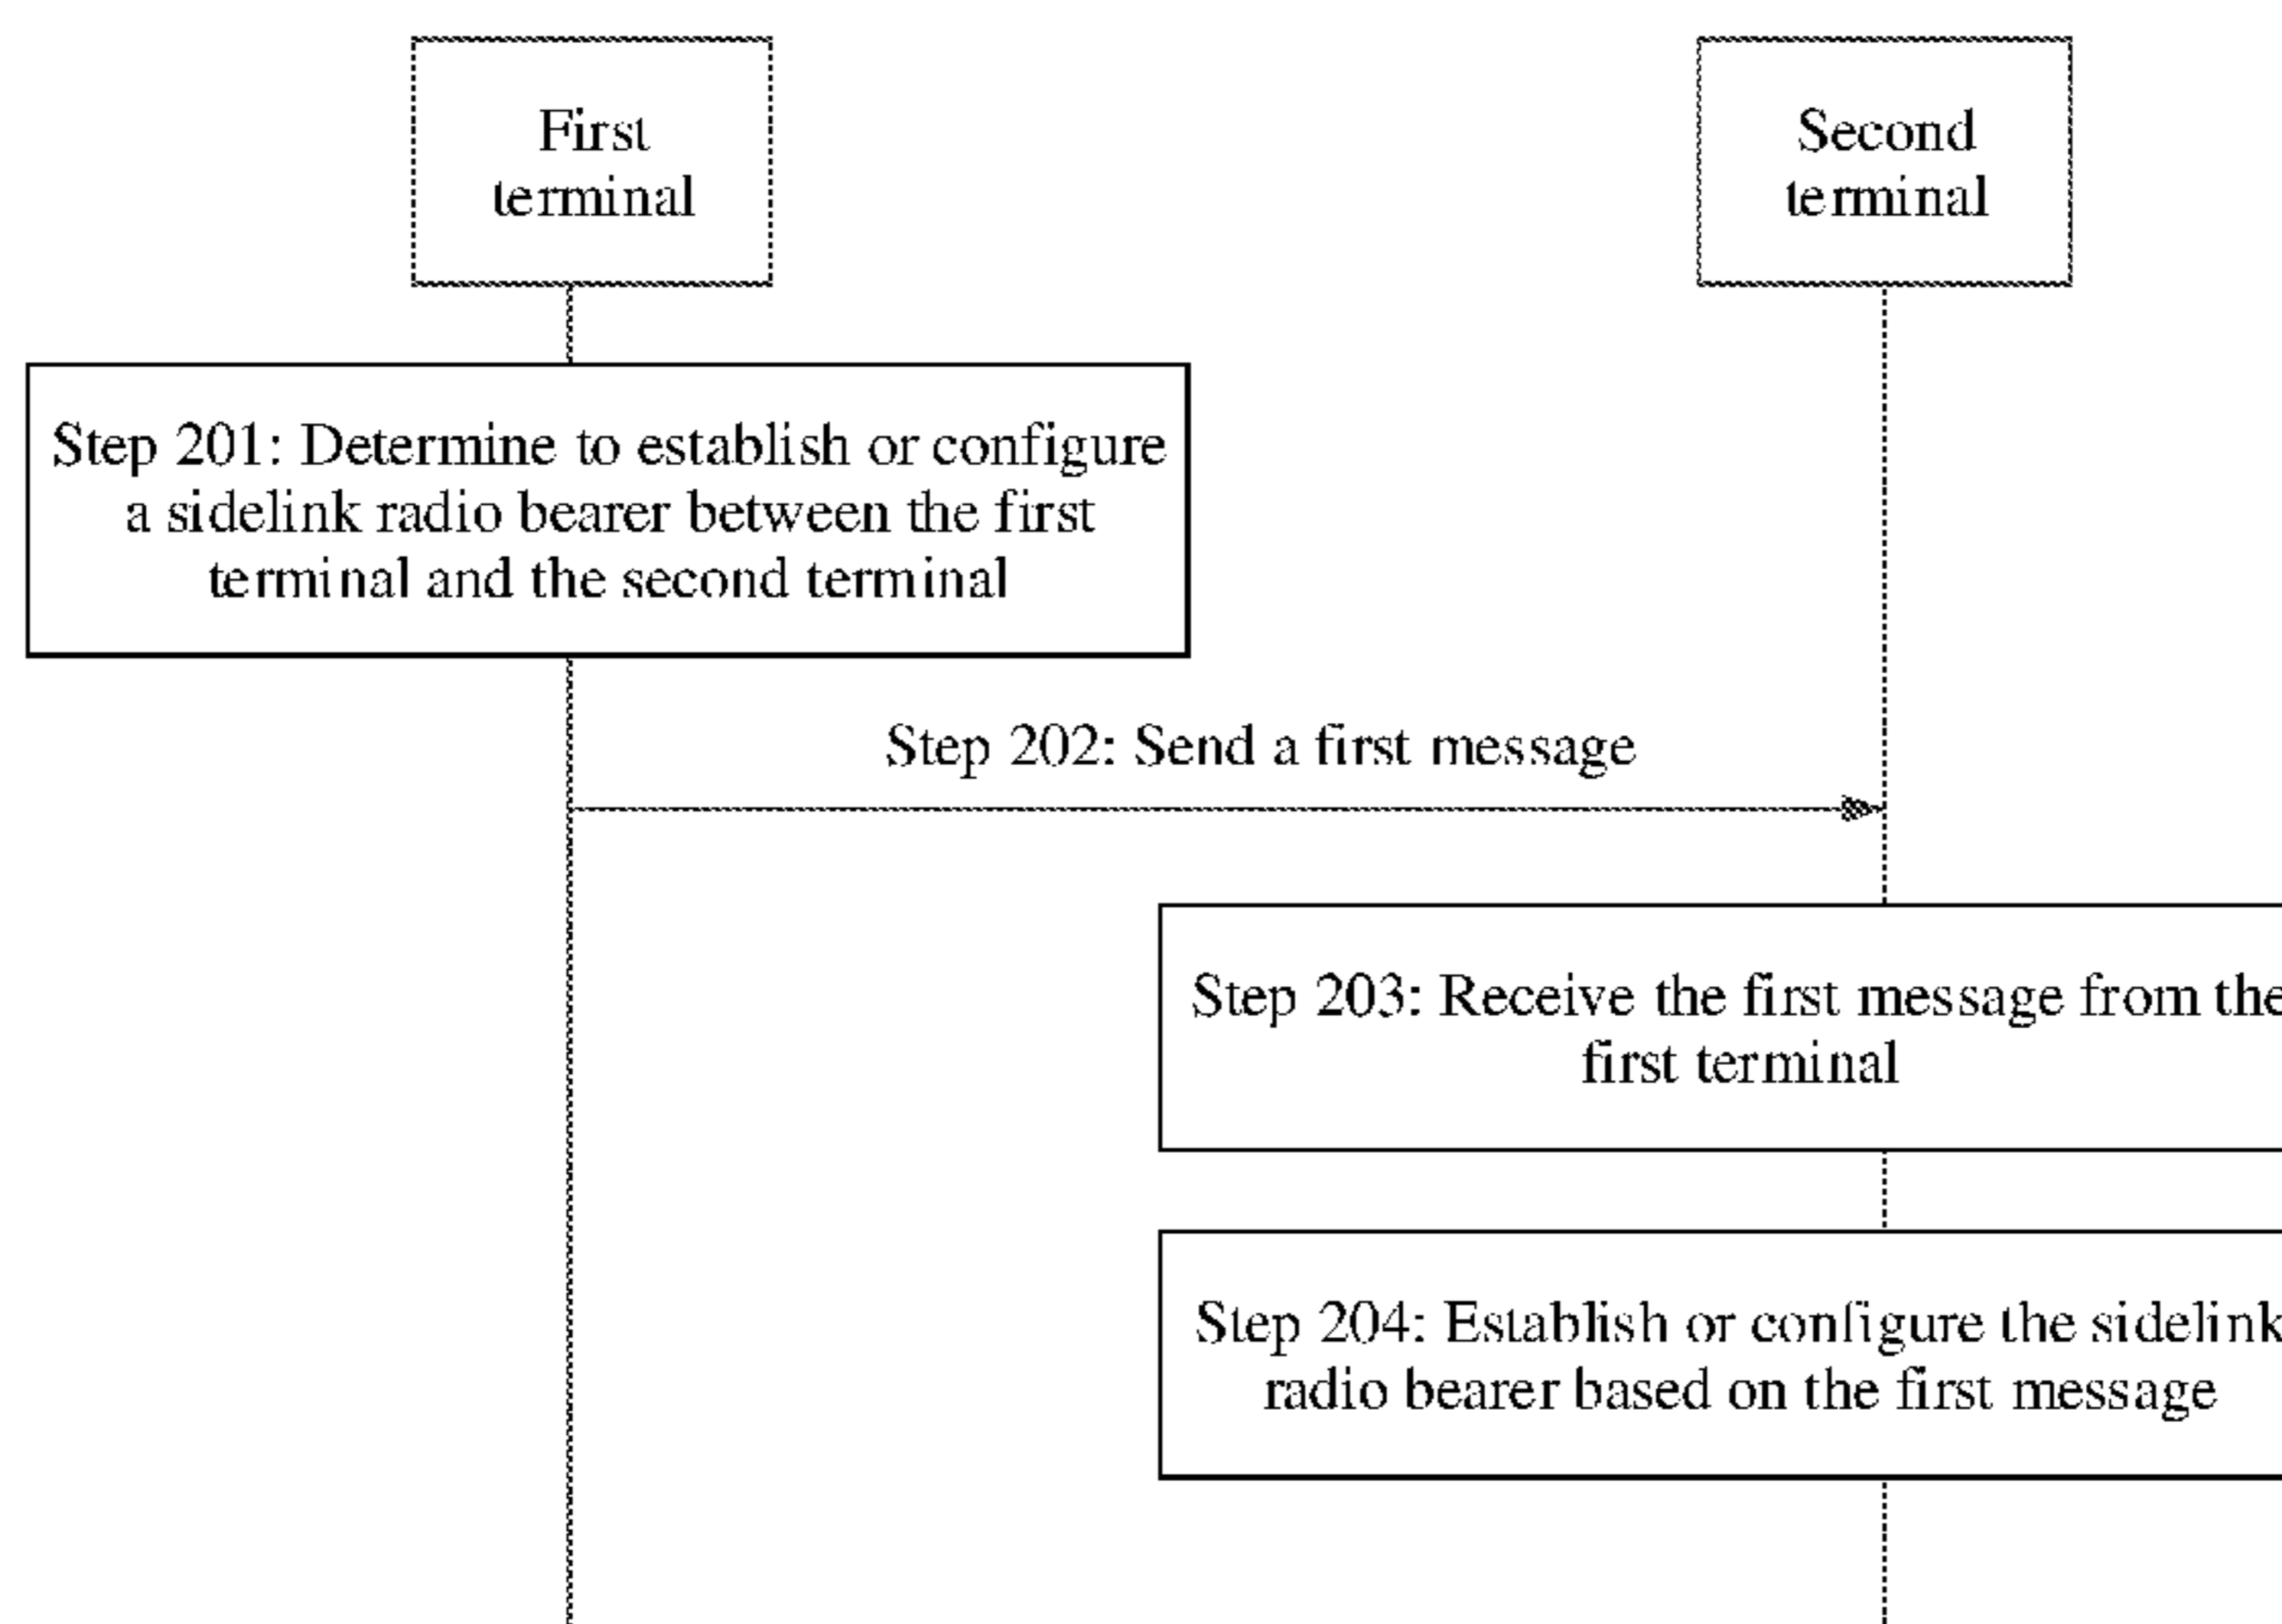 First
terminal
Second
terminal
Step 201: Determine to establish or configure
a sidelink radio bearer between the first
terminal and the second terminal
Step 202: Send a first message
Step 203: Receive the first message from the
first terminal
Step 204: Establish or configure the sidelink
radio bearer based on the first message